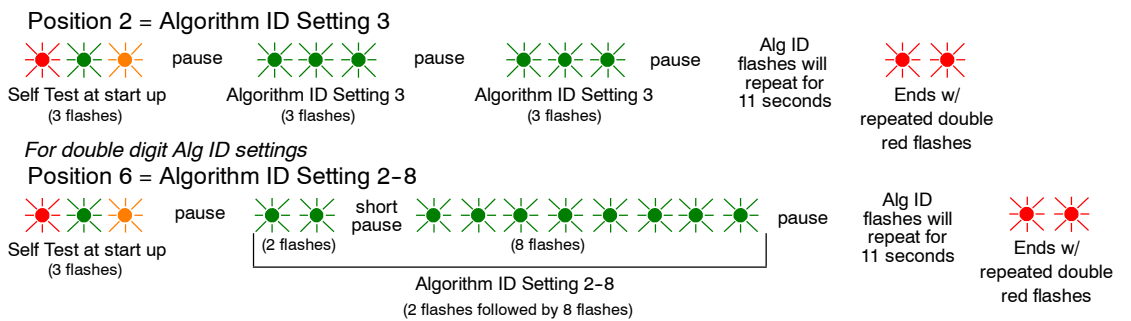 Position 2 = Algorithm ID Setting 3
pause
pause
pause
Alg ID
flashes will
repeat for
11 seconds
Self Test at start up
(3 flashes)
Algorithm ID Setting 3
(3 flashes)
Algorithm ID Setting 3
(3 flashes)
Ends w/
repeated double
red flashes
For double digit Alg ID settings
Position 6 = Algorithm ID Setting 2-8
pause
short
pause
pause
Alg ID
flashes will
repeat for
11 seconds
Self Test at start up
(3 flashes)
(2 flashes)
(8 flashes)
Ends w/
repeated double
red flashes
Algorithm ID Setting 2-8
(2 flashes followed by 8 flashes)